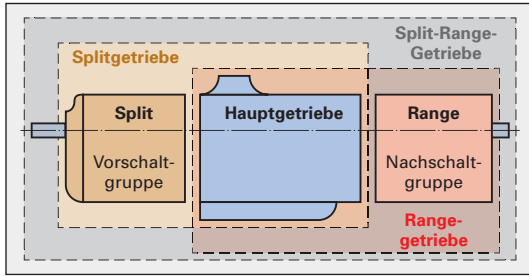 Split-Range-
Getriebe
Splitgetriebe
Split
Hauptgetriebe
Range
Vorschalt-
gruppe
Nachschalt-
gruppe
Range-
getriebe